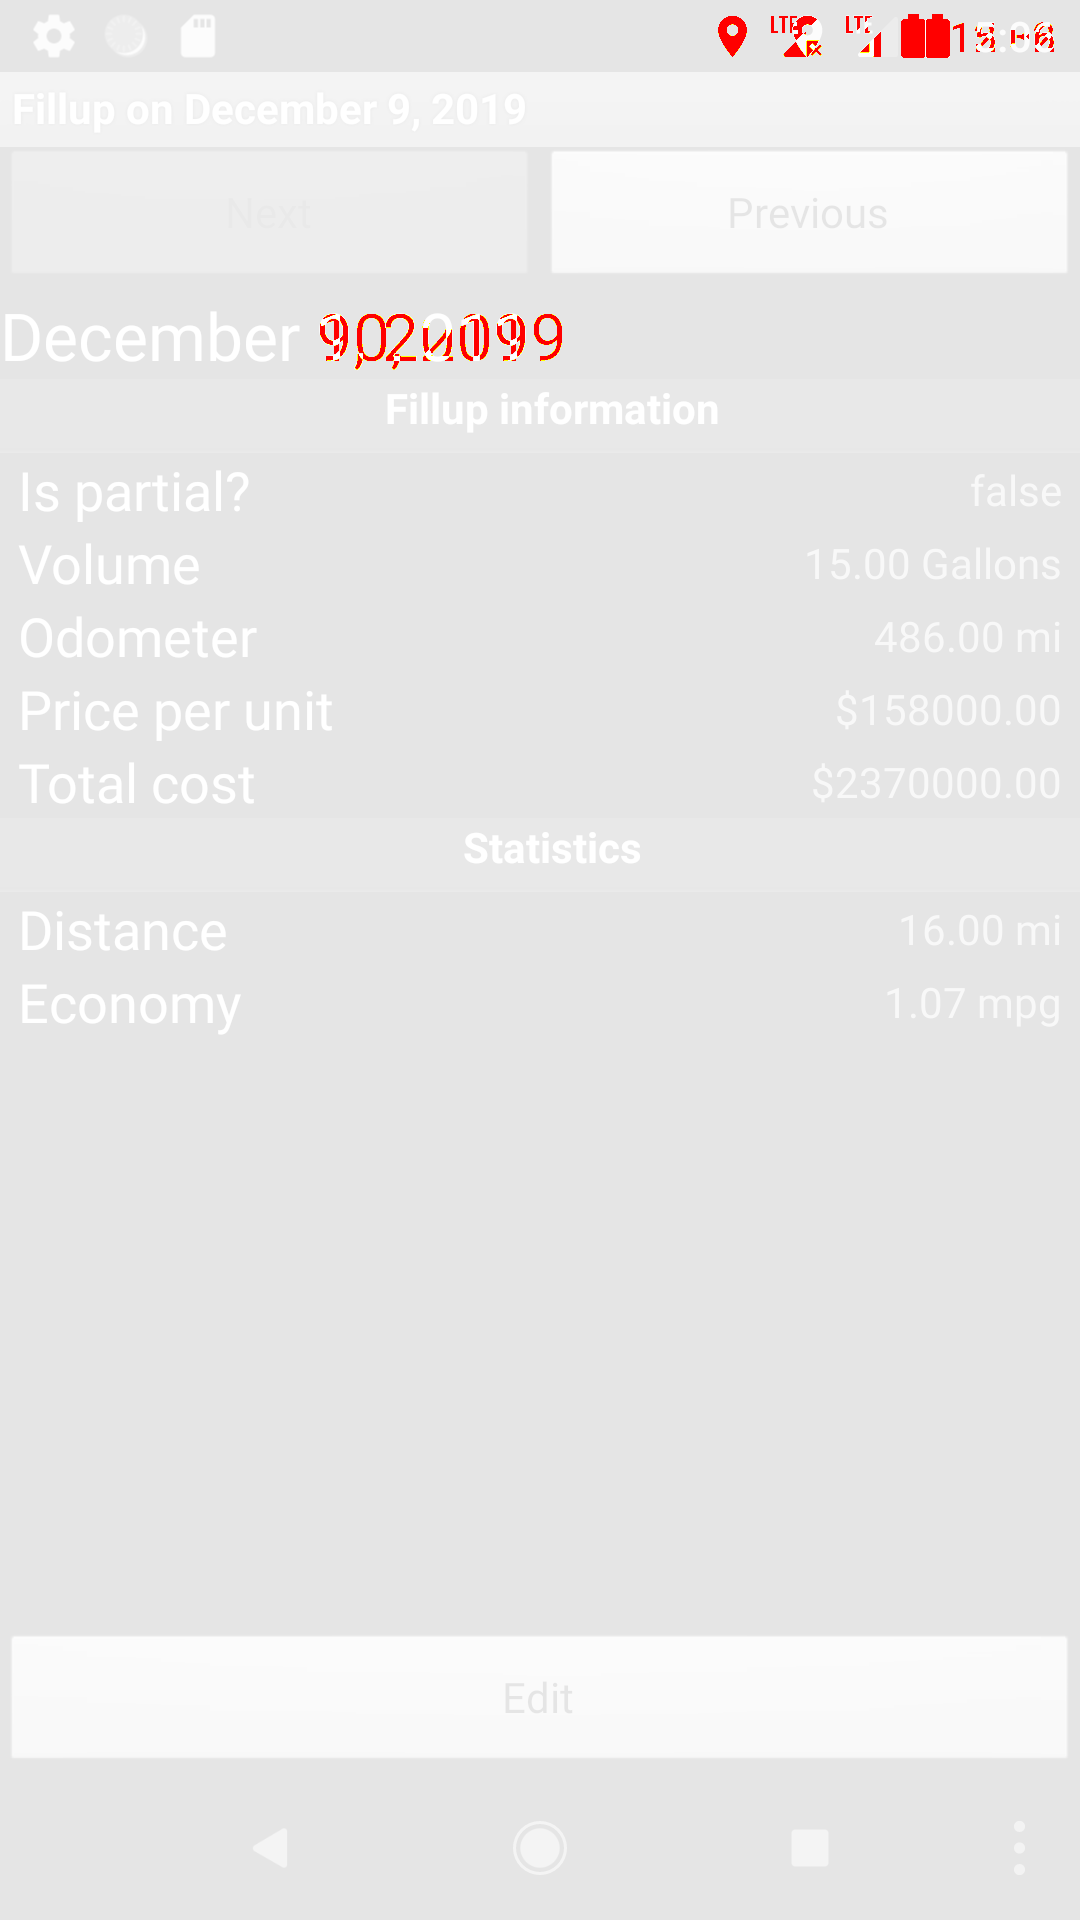 LTE LTE
Fillup on December 9, 2019
Next Previous
December
Fillup information
Is partial? false
Volume 15.00 Gallons
Odometer 486.00 mi
Price per unit $158000.00
Total cost $2370000.00
Statistics
Distance 16.00 mi
Economy 1.07 mpg
Edit